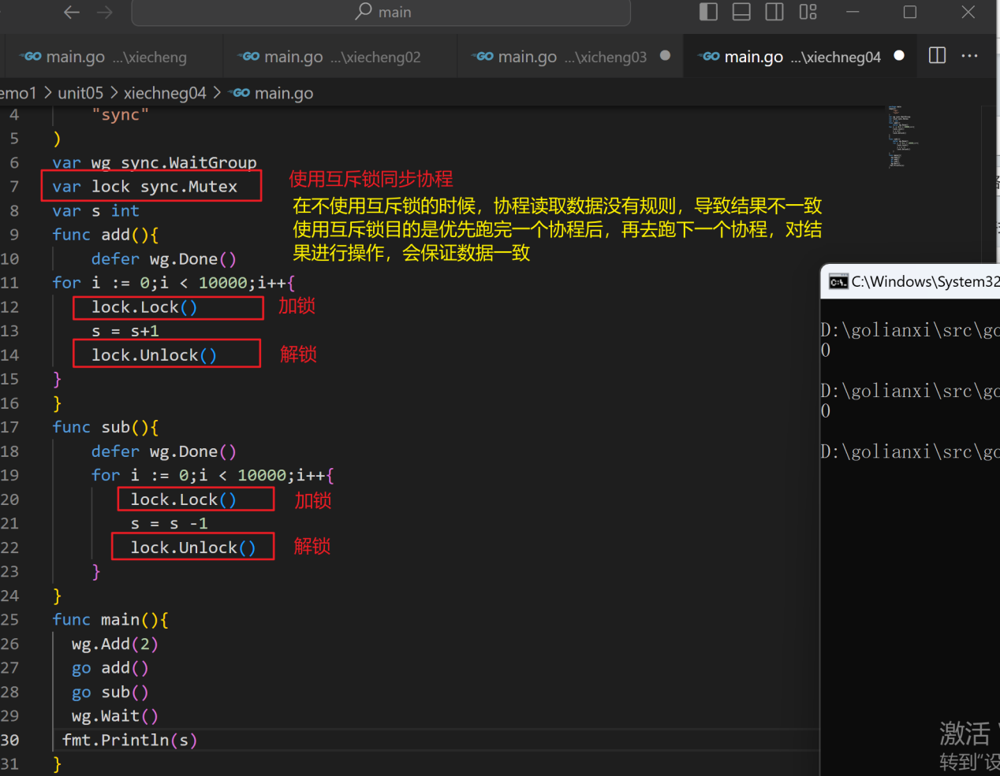 main
main.go ...\xiecheng
main.go ...\xiecheng02
main.go ...\xicheng03
main.go ...\xiechneg04
emo1 > unit05 > xiechneg04 > main.go
4 "sync"
5 )
6 var wg sync.WaitGroup
7 var lock sync.Mutex
使用互斥锁同步协程
8 var s int
在不使用互斥锁的时候，协程读取数据没有规则，导致结果不一致
使用互斥锁目的是优先跑完一个协程后，再去跑下一个协程，对结
果进行操作，会保证数据一致
9 func add(){
10 defer wg.Done()
11 for i := 0;i < 10000;i++{
12 lock.Lock() 加锁
13 s = s+1
14 lock.Unlock() 解锁
15 }
16 }
17 func sub(){
18 defer wg.Done()
19 for i := 0;i < 10000;i++{
20 lock.Lock() 加锁
21 s = s -1
22 lock.Unlock() 解锁
23 }
24 }
25 func main(){
26 wg.Add(2)
27 go add()
28 go sub()
29 wg.Wait()
30 fmt.Println(s)
31 }
C:\Windows\System32
D:\golianxi\src\go
0
D:\golianxi\src\go
0
D:\golianxi\src\go
激活
转到"设